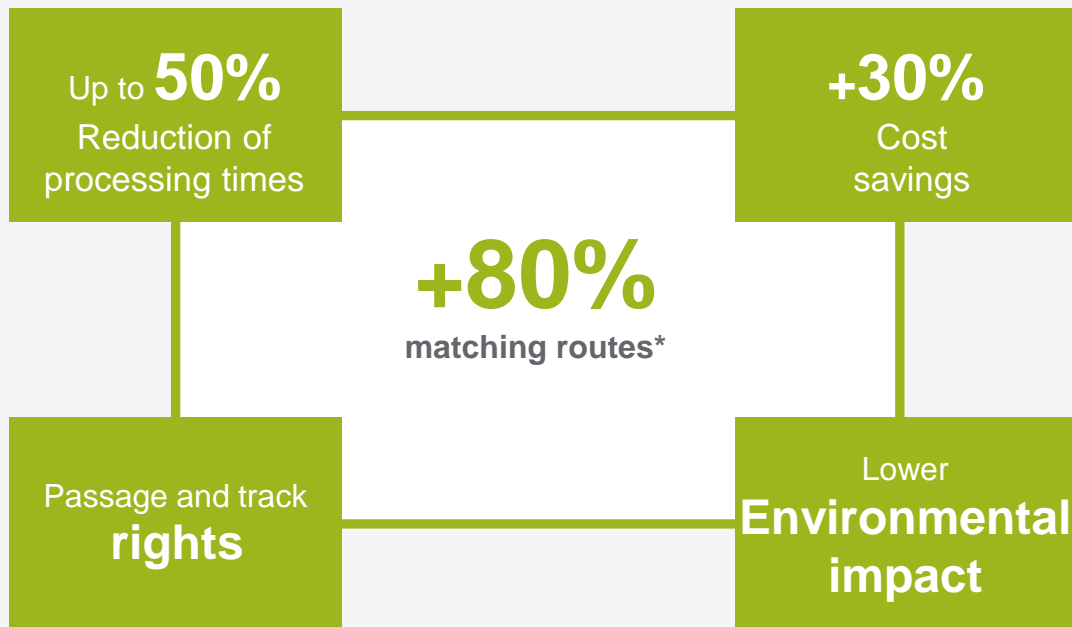 Up to 50%
Reduction of
processing times
+30%
Cost
savings
+80%
matching routes*
Passage and track
rights
Lower
Environmental
impact